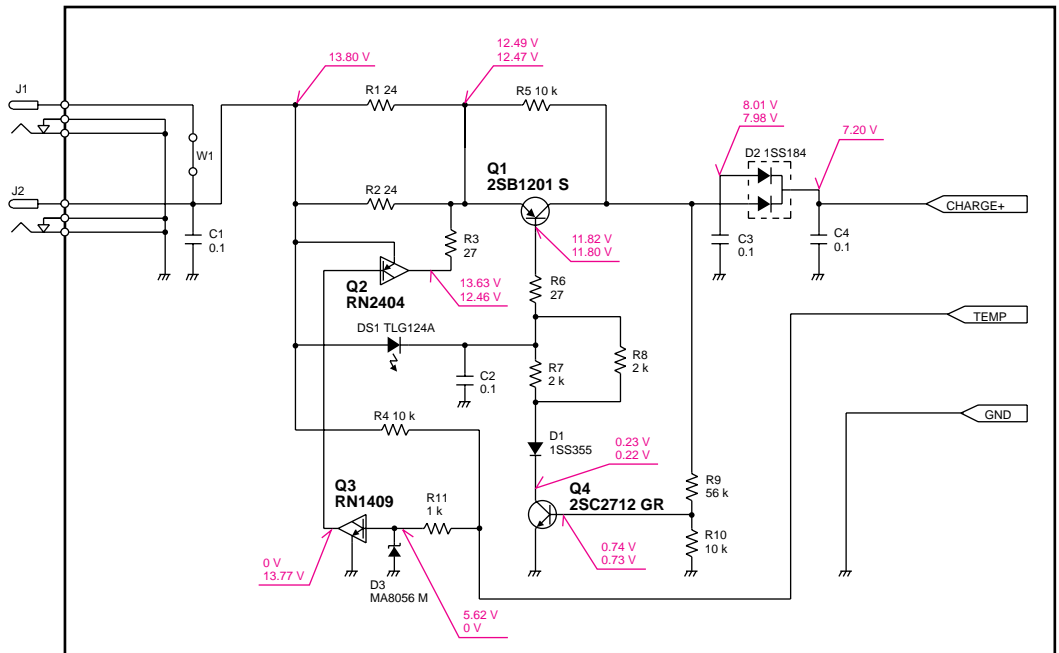 13.80 V
12.49 V
12.47 V
J1
R1 24
R5 10 k
8.01 V
7.98 V
7.20 V
W1
D2 1SS184
Q1
2SB1201 S
J2
R2 24
CHARGE+
C1
0.1
R3
27
11.82 V
11.80 V
C3
0.1
C4
0.1
Q2
RN2404
13.63 V
12.46 V
R6
27
TEMP
DS1 TLG124A
R8
2 k
R7
2 k
C2
0.1
R4 10 k
GND
D1
1SS355
0.23 V
0.22 V
Q3
RN1409
R11
1 k
Q4
2SC2712 GR
R9
56 k
R10
10 k
0.74 V
0.73 V
0 V
13.77 V
D3
MA8056 M
5.62 V
0 V